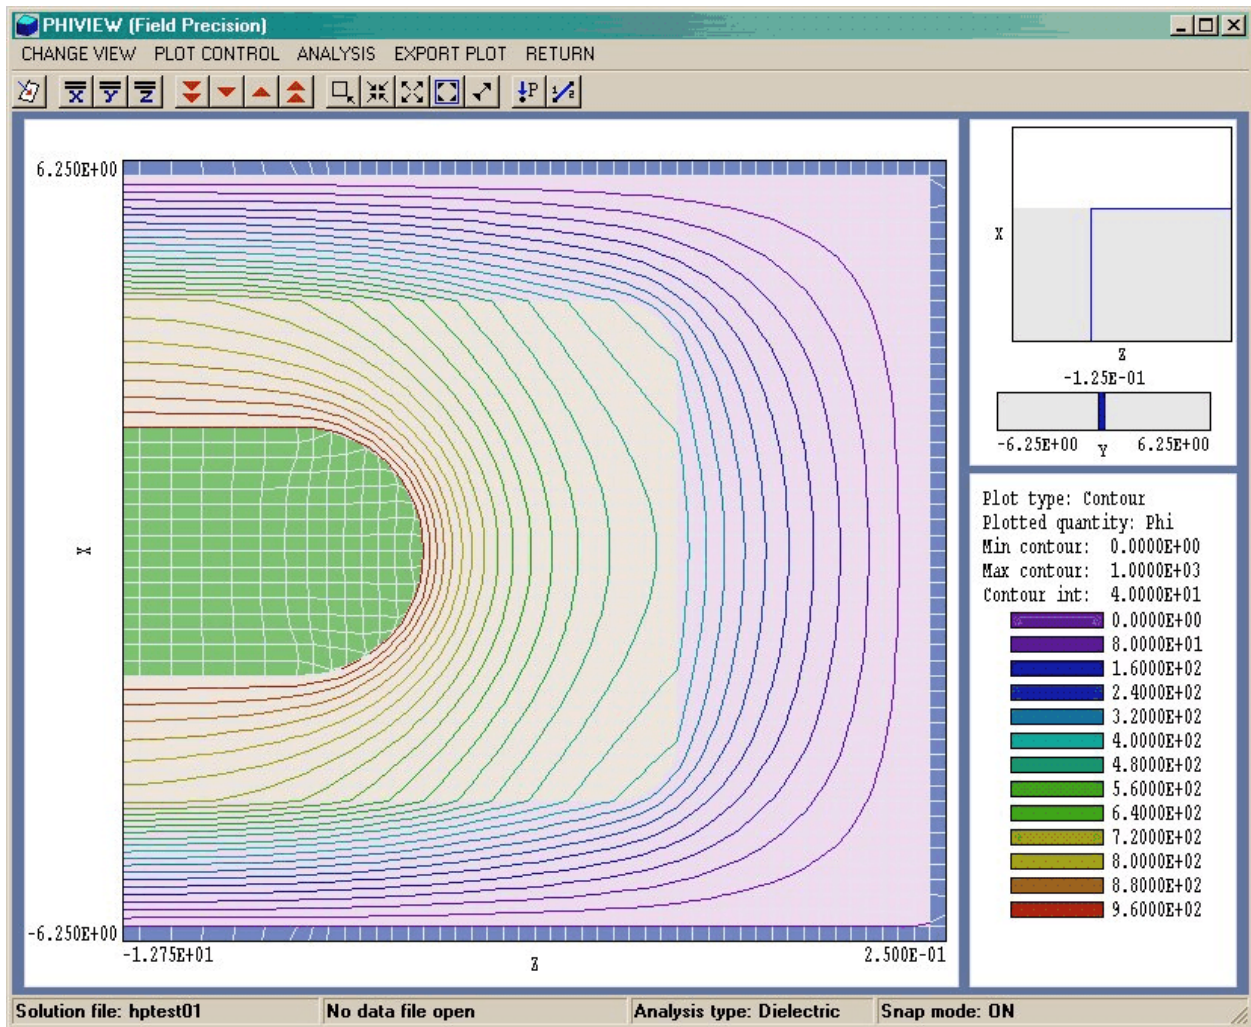 PHIVIEW (Field Precision)
CHANGE VIEW PLOT CONTROL ANALYSIS EXPORT PLOT RETURN
X Y Z P 1/2
6.250E+00
X
-6.250E+00
-1.275E+01 Z 2.500E-01
X
Z
-1.25E-01
-6.25E+00 Y 6.25E+00
Plot type: Contour
Plotted quantity: Phi
Min contour: 0.0000E+00
Max contour: 1.0000E+03
Contour int: 4.0000E+01
0.0000E+00
8.0000E+01
1.6000E+02
2.4000E+02
3.2000E+02
4.0000E+02
4.8000E+02
5.6000E+02
6.4000E+02
7.2000E+02
8.0000E+02
8.8000E+02
9.6000E+02
Solution file: hptest01 No data file open Analysis type: Dielectric Snap mode: ON